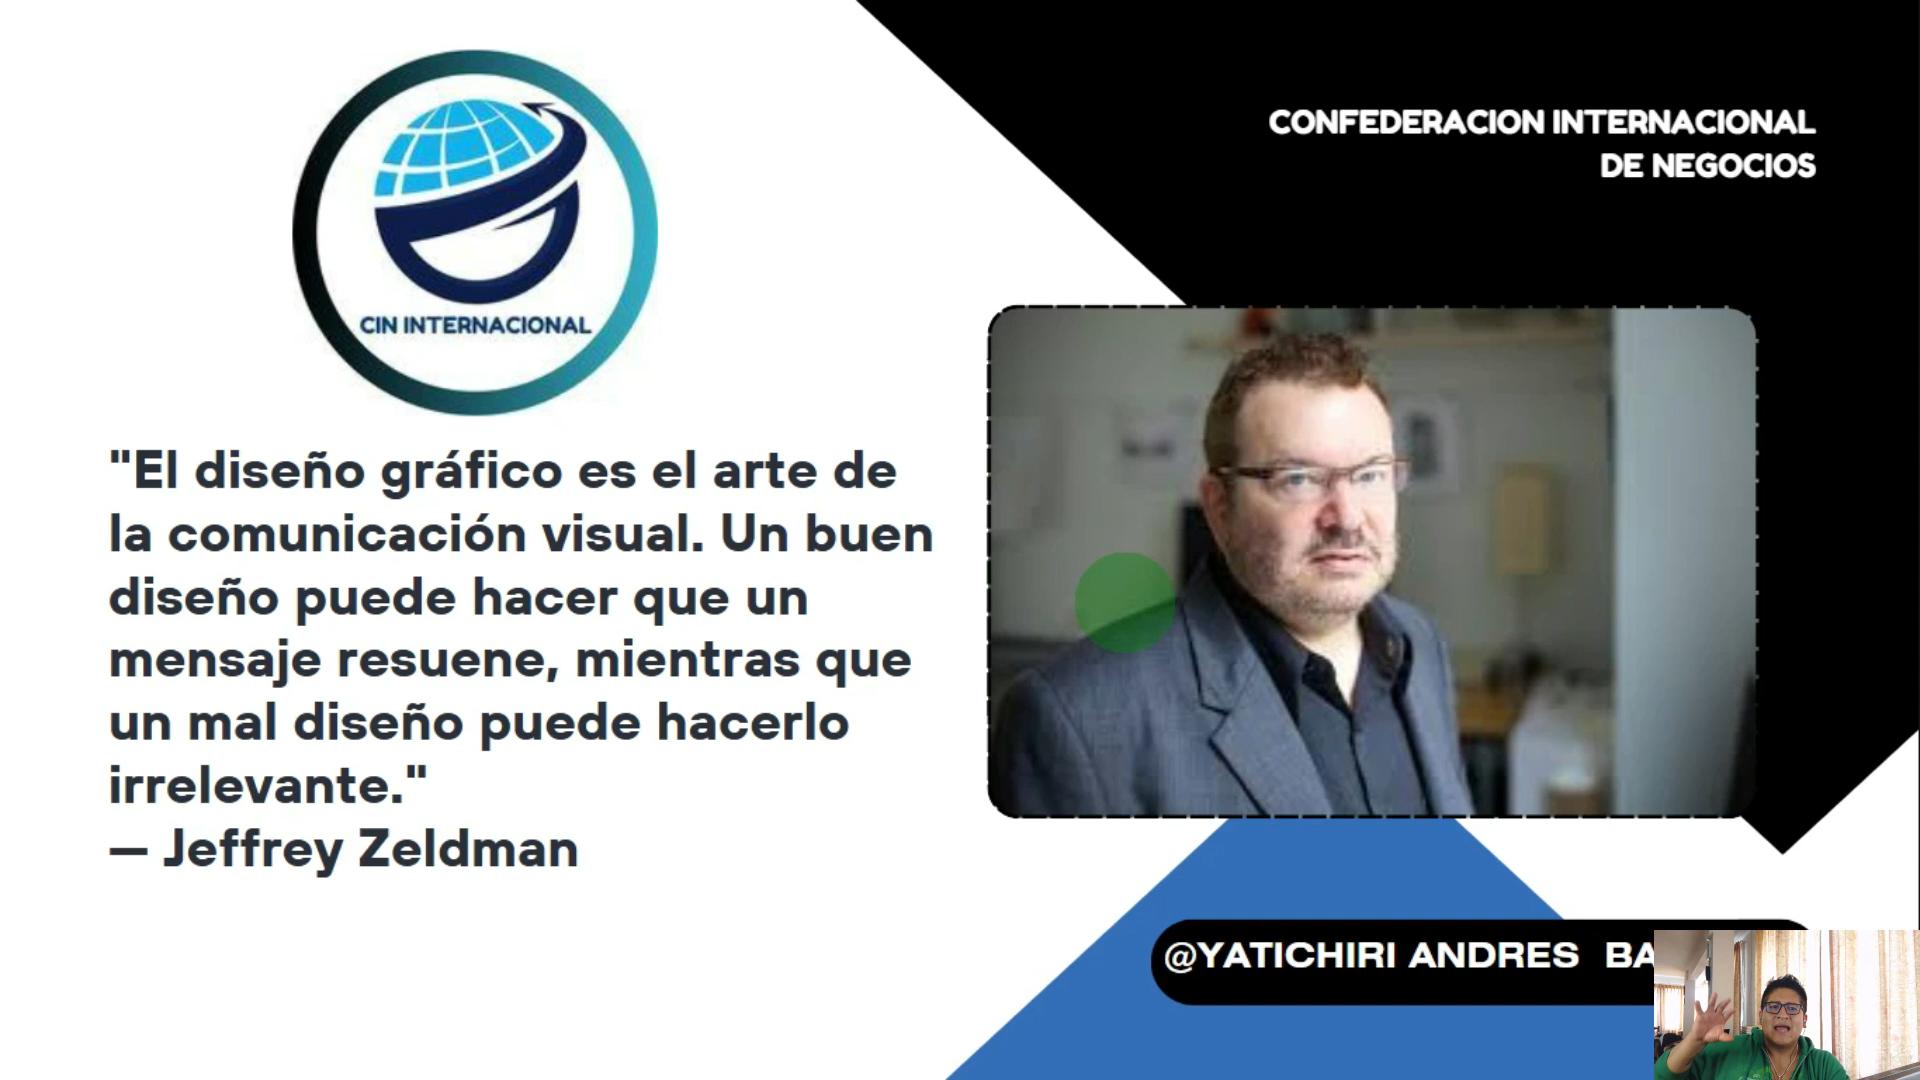 CIN INTERNACIONAL
CONFEDERACION INTERNACIONAL
DE NEGOCIOS
"El diseño gráfico es el arte de
la comunicación visual. Un buen
diseño puede hacer que un
mensaje resuene, mientras que
un mal diseño puede hacerlo
irrelevante."
— Jeffrey Zeldman
@YATICHIRI ANDRES